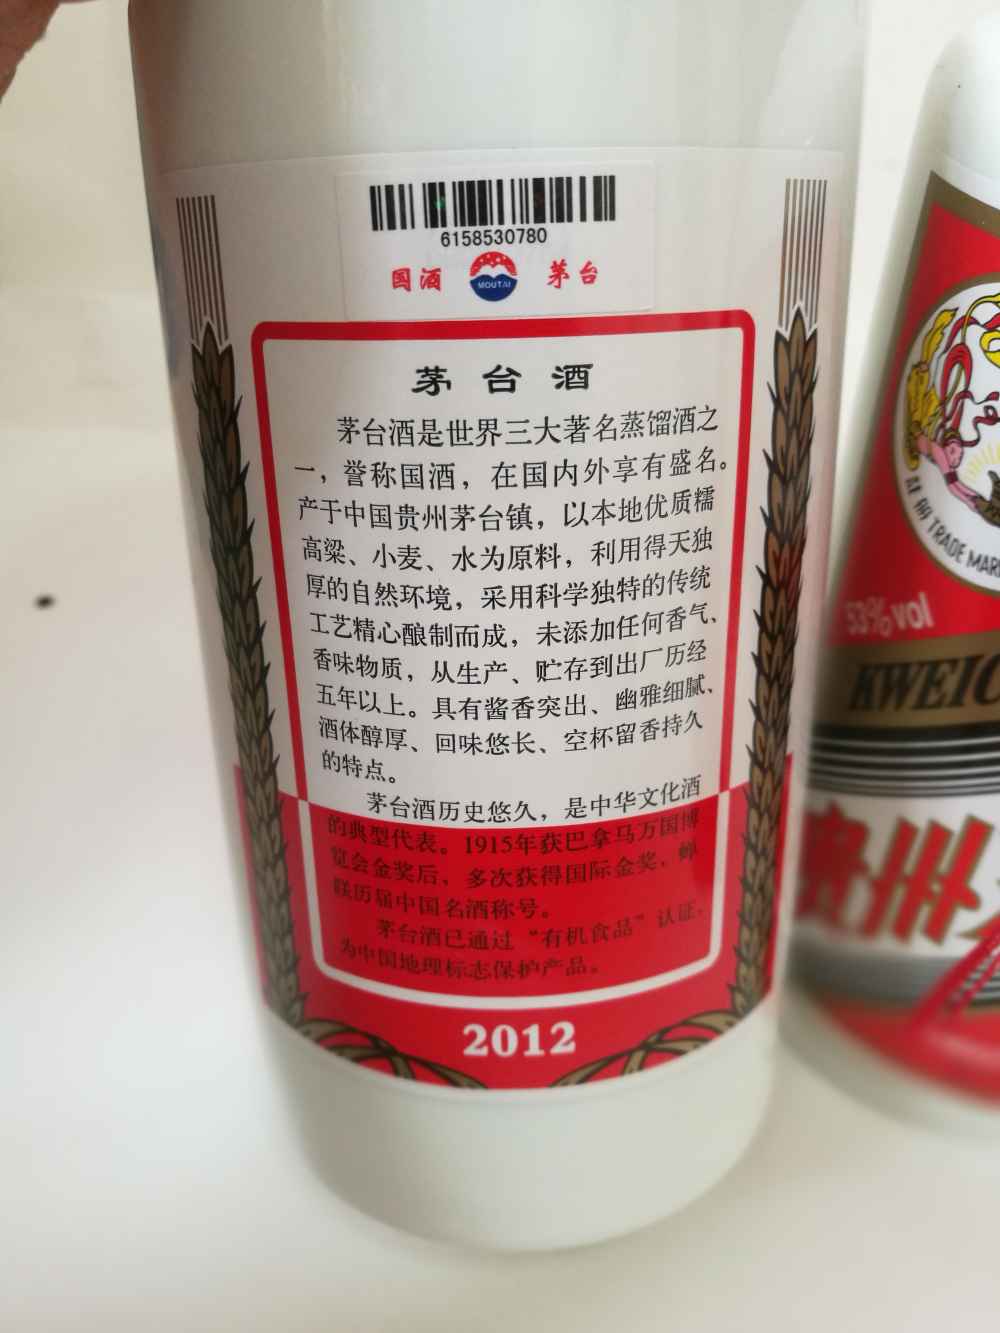 6158530780
国酒 MOUTAI 茅台
茅台酒
茅台酒是世界三大著名蒸馏酒之
一，誉称国酒，在国内外享有盛名。
产于中国贵州茅台镇，以本地优质糯
高粱、小麦、水为原料，利用得天独
厚的自然环境，采用科学独特的传统
工艺精心酿制而成，未添加任何香气、
香味物质，从生产、贮存到出厂历经
五年以上。具有酱香突出、幽雅细腻、
酒体醇厚、回味悠长、空杯留香持久
的特点。
茅台酒历史悠久，是中华文化酒
的典型代表。1915年获巴拿马万国博
览会金奖后，多次获得国际金奖、蝉
联历届中国名酒称号。
茅台酒已通过“有机食品”认证，
为中国地理标志保护产品。
2012
注册 TRADE MAR
53%vol
KWEIC
贵州